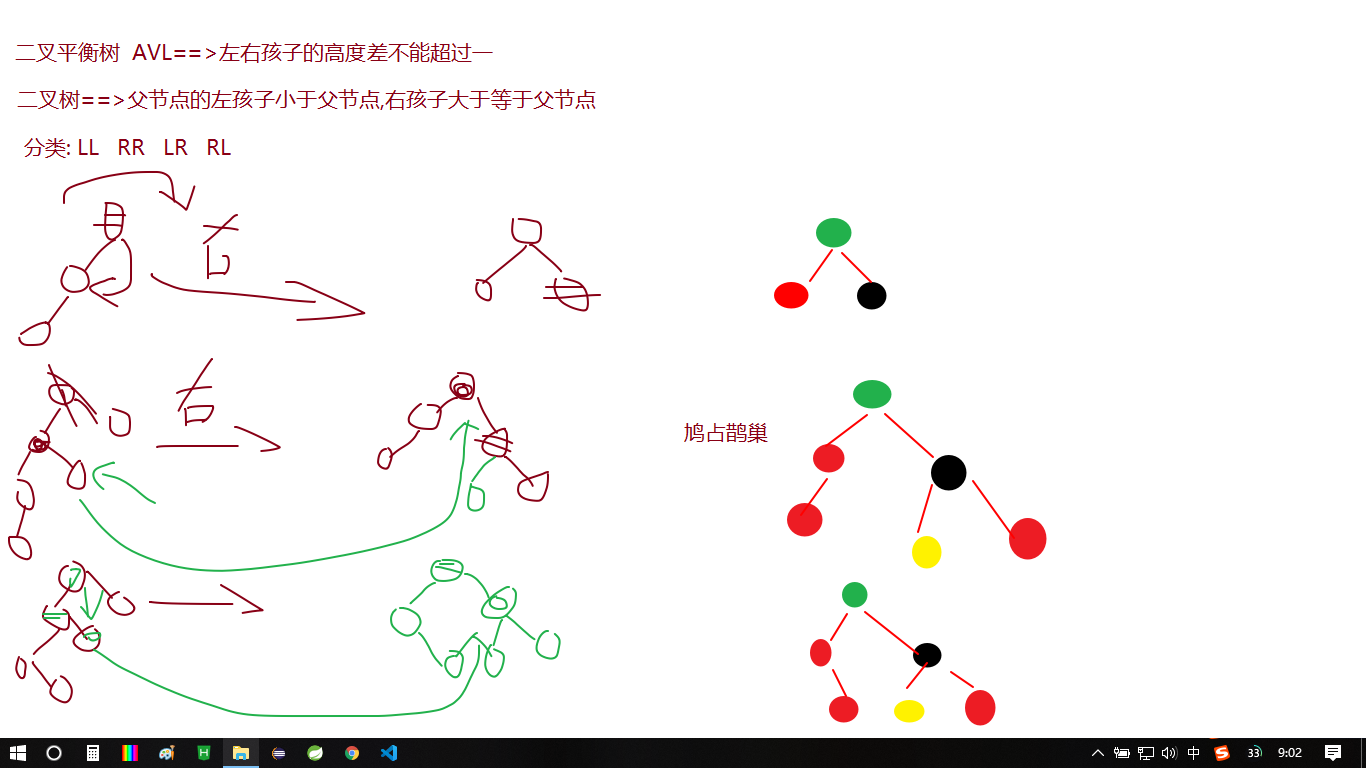 二叉平衡树 AVL==>左右孩子的高度差不能超过一
二叉树==>父节点的左孩子小于父节点,右孩子大于等于父节点
分类: LL RR LR RL
右
右
鸠占鹊巢
中 33 9:02